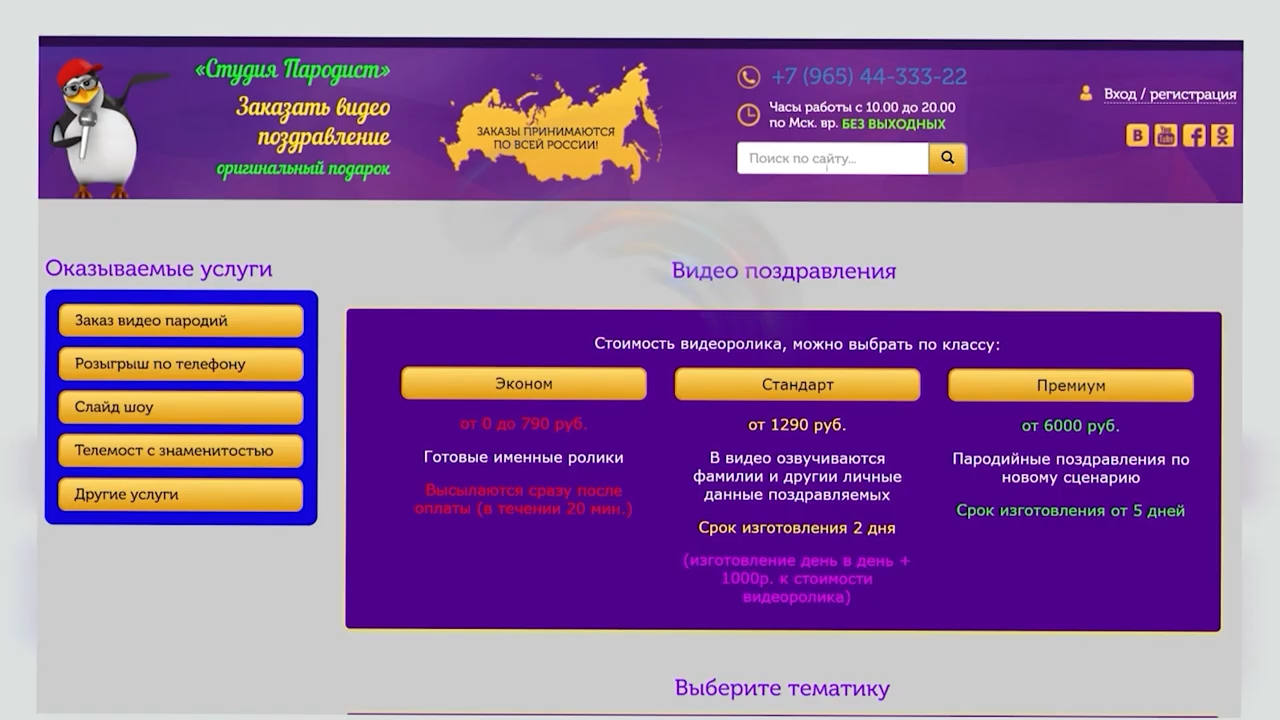 «Студия Пародист»
Заказать видео
поздравление
оригинальный подарок
ЗАКАЗЫ ПРИНИМАЮТСЯ
ПО ВСЕЙ РОССИИ!
+7 (965) 44-333-22
Часы работы с 10.00 до 20.00
по Мск. вр. БЕЗ ВЫХОДНЫХ
Поиск по сайту...
Вход / регистрация
B
You Tube
Оказываемые услуги
Заказ видео пародий
Розыгрыш по телефону
Слайд шоу
Телемост с знаменитостью
Другие услуги
Видео поздравления
Стоимость видеоролика, можно выбрать по классу:
Эконом
от 0 до 790 руб.
Готовые именные ролики
Высылаются сразу после
оплаты (в течении 20 мин.)
Стандарт
от 1290 руб.
В видео озвучиваются
фамилии и другии личные
данные поздравляемых
Срок изготовления 2 дня
(изготовление день в день +
1000р. к стоимости
видеоролика)
Премиум
от 6000 руб.
Пародийные поздравления по
новому сценарию
Срок изготовления от 5 дней
Выберите тематику